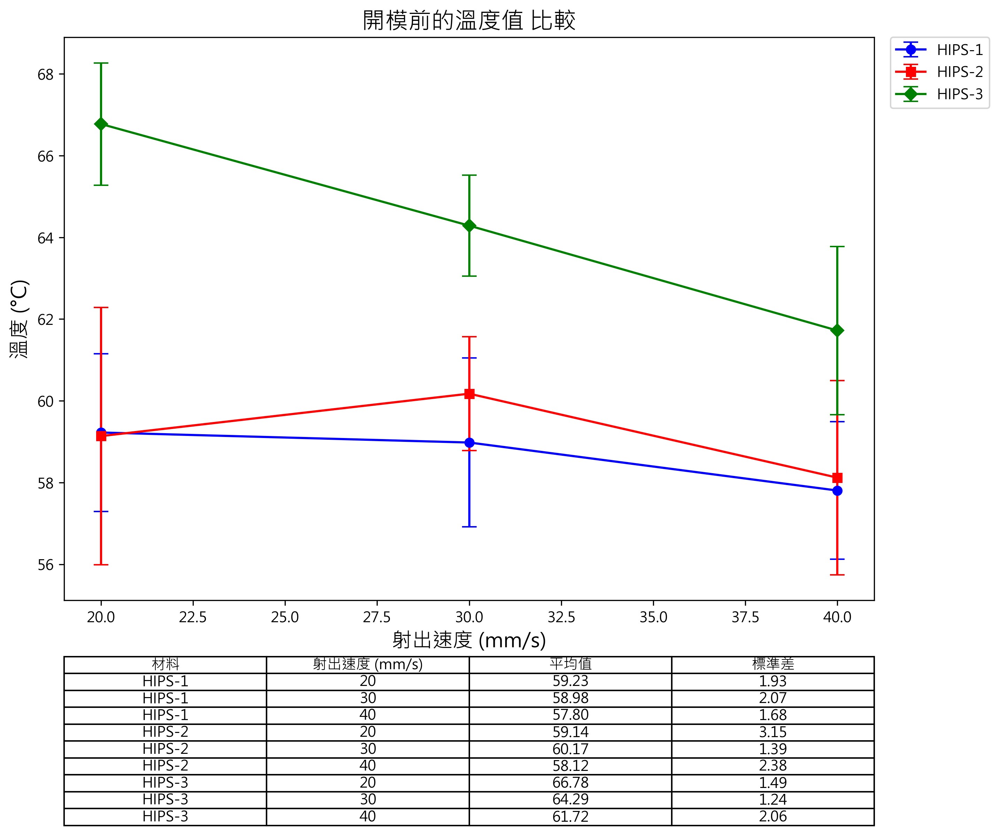 開模前的溫度值 比較
HIPS-1
HIPS-2
HIPS-3
溫度 (°C)
68
66
64
62
60
58
56
20.0 22.5 25.0 27.5 30.0 32.5 35.0 37.5 40.0
射出速度 (mm/s)
材料 射出速度 (mm/s) 平均值 標準差
HIPS-1 20 59.23 1.93
HIPS-1 30 58.98 2.07
HIPS-1 40 57.80 1.68
HIPS-2 20 59.14 3.15
HIPS-2 30 60.17 1.39
HIPS-2 40 58.12 2.38
HIPS-3 20 66.78 1.49
HIPS-3 30 64.29 1.24
HIPS-3 40 61.72 2.06